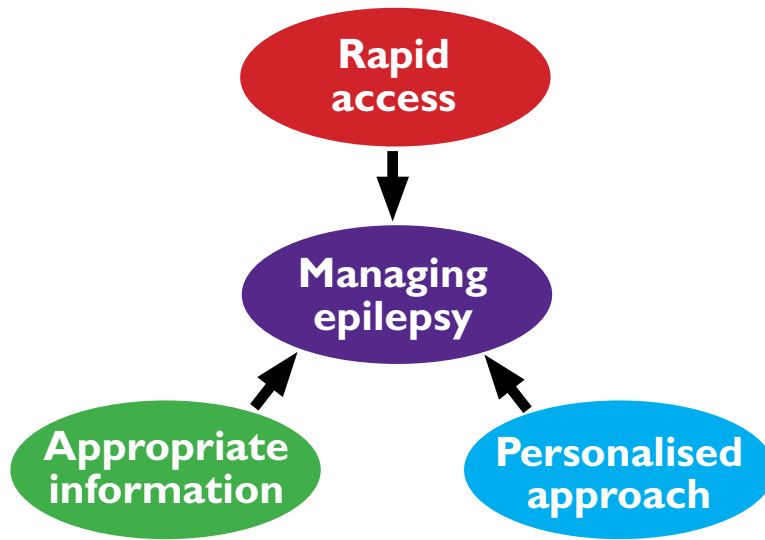 Rapid
access
Managing
epilepsy
Appropriate
information
Personalised
approach